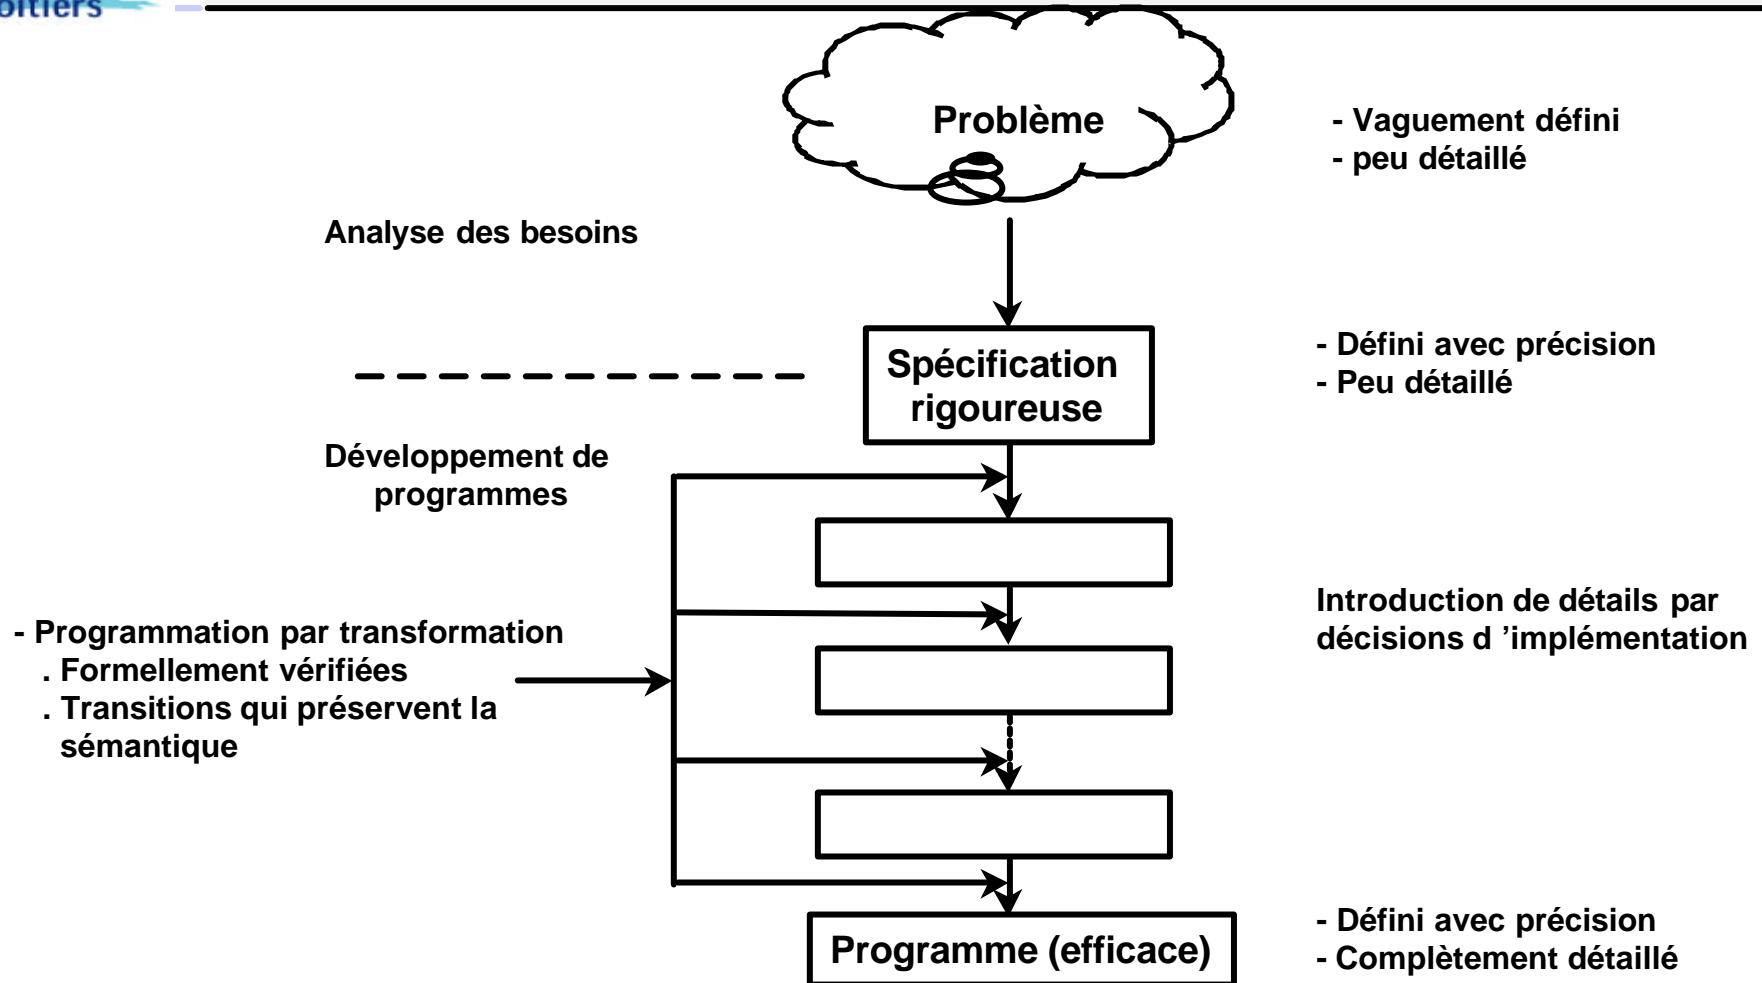 oitiers
Problème
- Vaguement défini
- peu détaillé
Analyse des besoins
Spécification
rigoureuse
- Défini avec précision
- Peu détaillé
Développement de
programmes
Introduction de détails par
décisions d ’implémentation
- Programmation par transformation
. Formellement vérifiées
. Transitions qui préservent la
sémantique
Programme (efficace)
- Défini avec précision
- Complètement détaillé